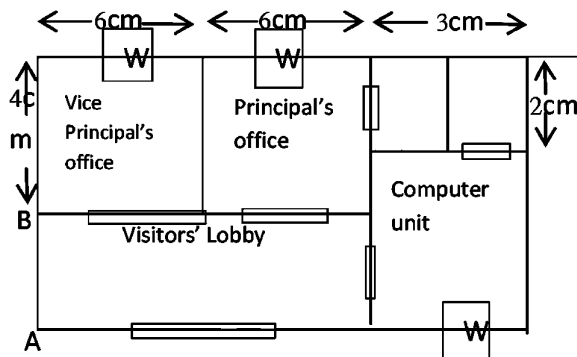 6cm 6cm 3cm
W W
4c
m
Vice
Principal's
office
Principal's
office
2cm
Computer
unit
B
Visitors' Lobby
A
W